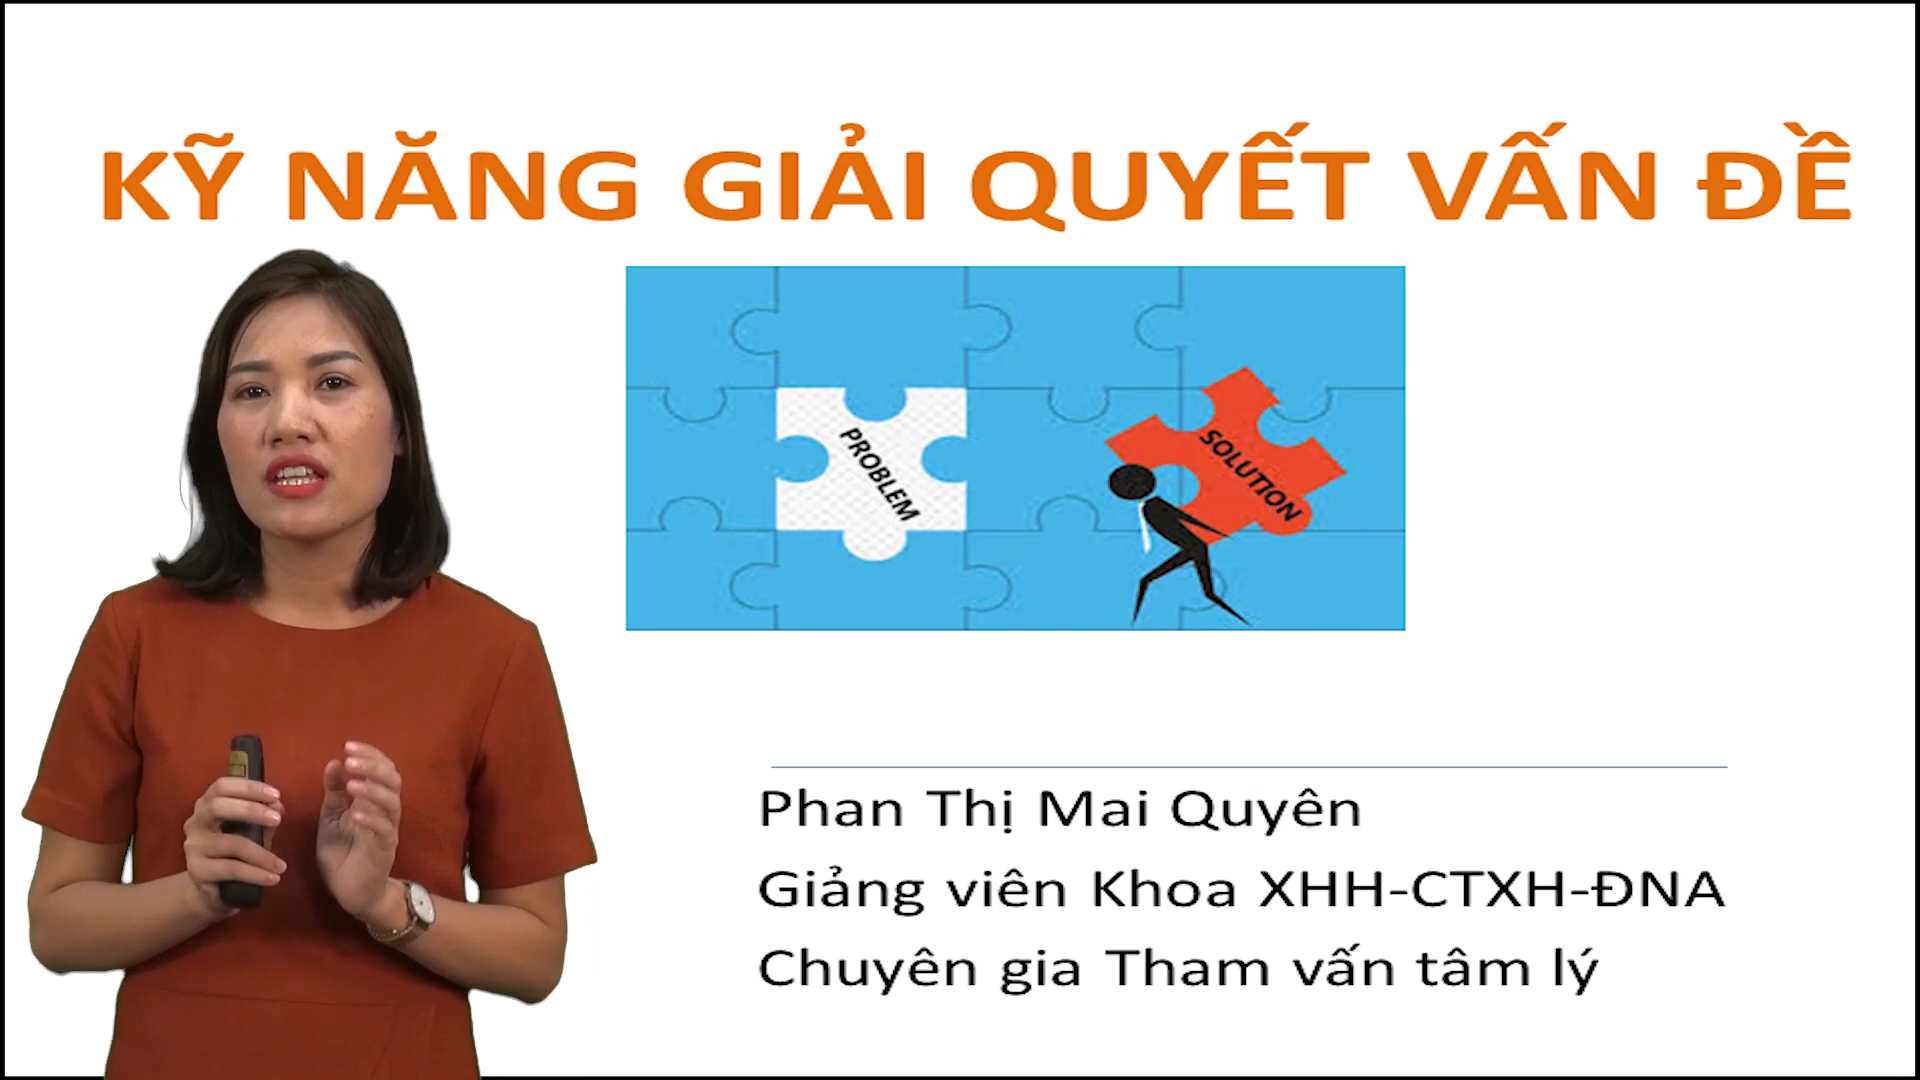 KỸ NĂNG GIẢI QUYẾT VẤN ĐỀ
PROBLEM
SOLUTION
Phan Thị Mai Quyên
Giảng viên Khoa XHH-CTXH-ĐNA
Chuyên gia Tham vấn tâm lý